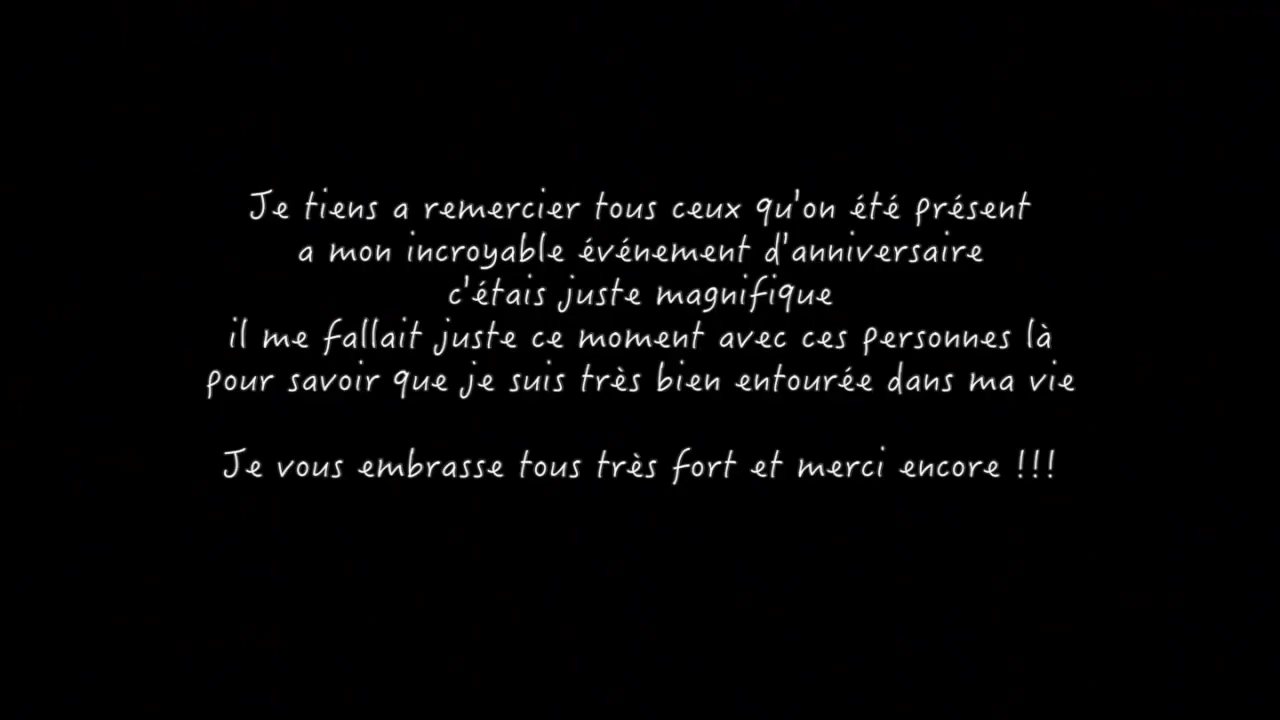 Je tiens a remercier tous ceux qu'on été présent
a mon incroyable événement d'anniversaire
c'étais juste magnifique
il me fallait juste ce moment avec ces personnes là
pour savoir que je suis très bien entourée dans ma vie
Je vous embrasse tous très fort et merci encore !!!